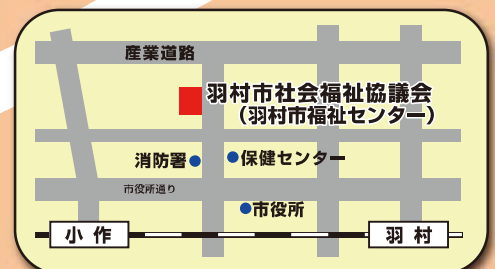 産業道路
羽村市社会福祉協議会
（羽村市福祉センター）
消防署
保健センター
市役所通り
市役所
小作
羽村